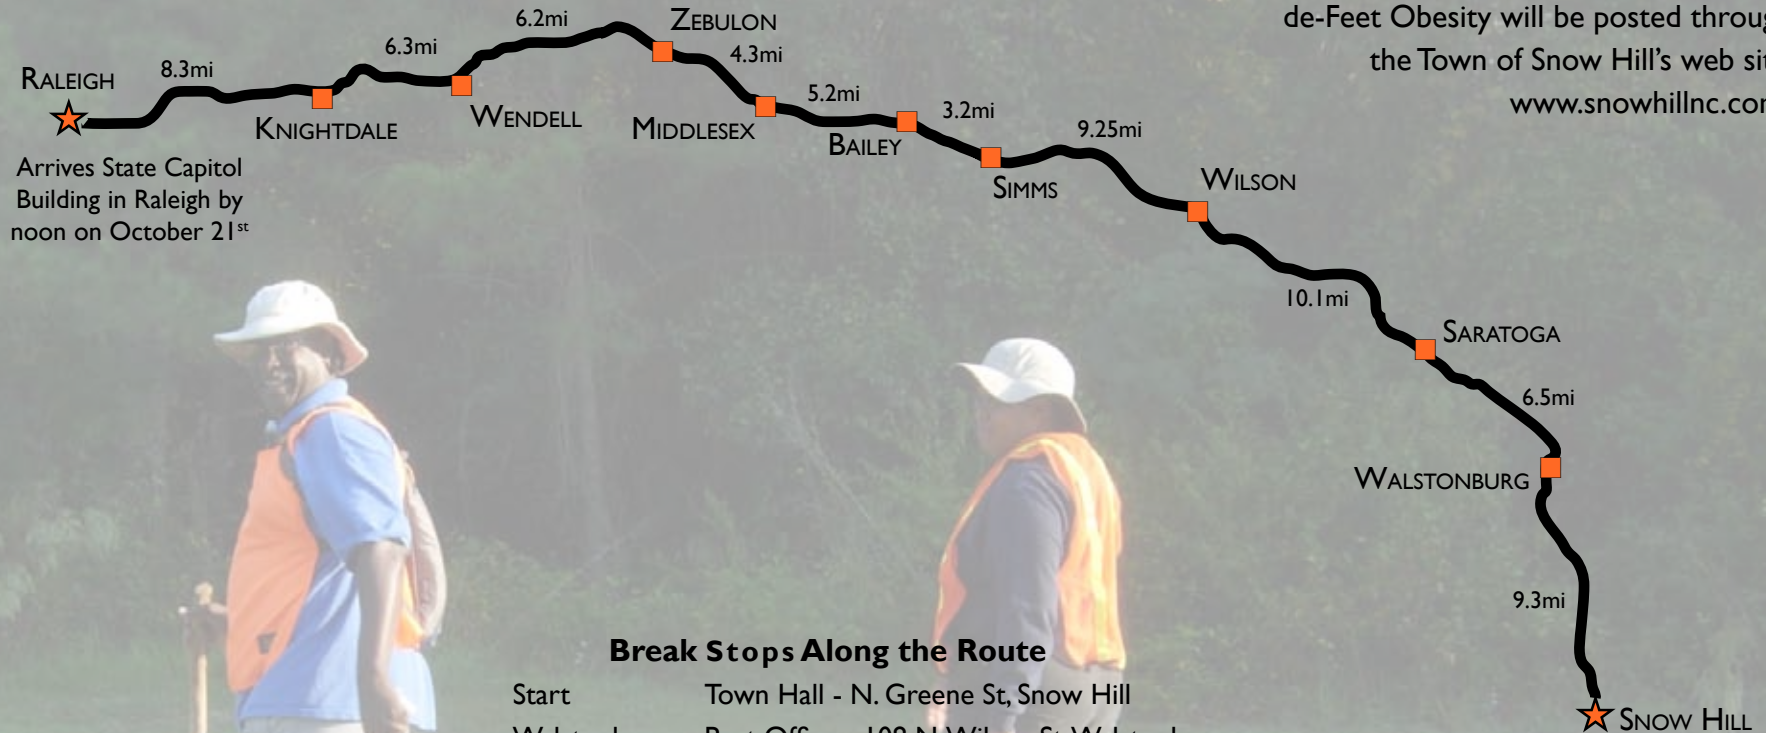 de-Feet Obesity will be posted throug
the Town of Snow Hill's web sit
www.snowhillnc.com
RALEIGH
8.3mi
KNIGHTDALE
6.3mi
WENDELL
6.2mi
ZEBULON
4.3mi
MIDDLESEX
5.2mi
BAILEY
3.2mi
SIMMS
9.25mi
WILSON
10.1mi
SARATOGA
6.5mi
WALSTONBURG
9.3mi
SNOW HILL
Arrives State Capitol
Building in Raleigh by
noon on October 21st
Break Stops Along the Route
Start Town Hall - N. Greene St, Snow Hill